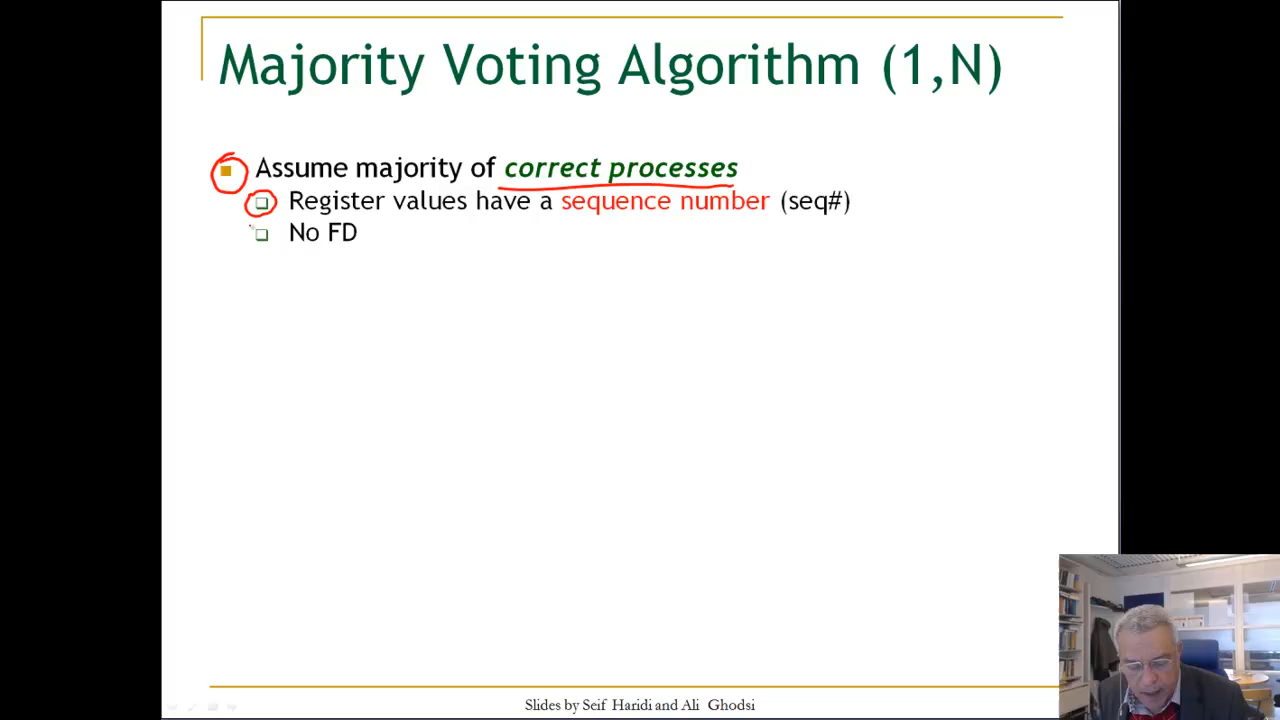 Majority Voting Algorithm (1,N)
Assume majority of correct processes
Register values have a sequence number (seq#)
No FD
Slides by Seif Haridi and Ali Ghodsi